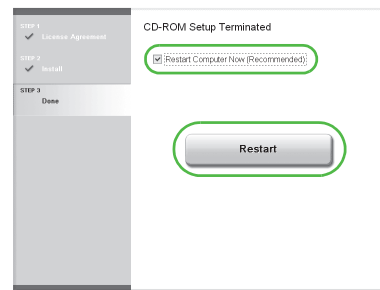 STEP 1
License Agreement
STEP 2
Install
STEP 3
Done
CD-ROM Setup Terminated
Restart Computer Now (Recommended)
Restart